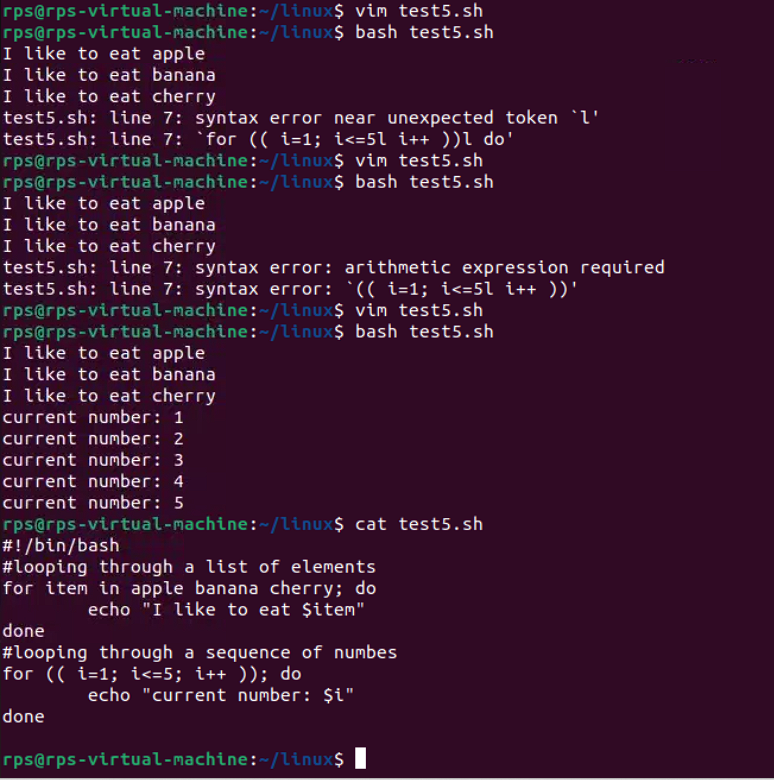 rps@rps-virtual-machine:~/linux$ vim test5.sh
rps@rps-virtual-machine:~/linux$ bash test5.sh
I like to eat apple
I like to eat banana
I like to eat cherry
test5.sh: line 7: syntax error near unexpected token `l'
test5.sh: line 7: `for (( i=1; i<=5l i++ ))l do'
rps@rps-virtual-machine:~/linux$ vim test5.sh
rps@rps-virtual-machine:~/linux$ bash test5.sh
I like to eat apple
I like to eat banana
I like to eat cherry
test5.sh: line 7: syntax error: arithmetic expression required
test5.sh: line 7: syntax error: `(( i=1; i<=5l i++ ))'
rps@rps-virtual-machine:~/linux$ vim test5.sh
rps@rps-virtual-machine:~/linux$ bash test5.sh
I like to eat apple
I like to eat banana
I like to eat cherry
current number: 1
current number: 2
current number: 3
current number: 4
current number: 5
rps@rps-virtual-machine:~/linux$ cat test5.sh
#!/bin/bash
#looping through a list of elements
for item in apple banana cherry; do
        echo "I like to eat $item"
done
#looping through a sequence of numbes
for (( i=1; i<=5; i++ )); do
        echo "current number: $i"
done
rps@rps-virtual-machine:~/linux$